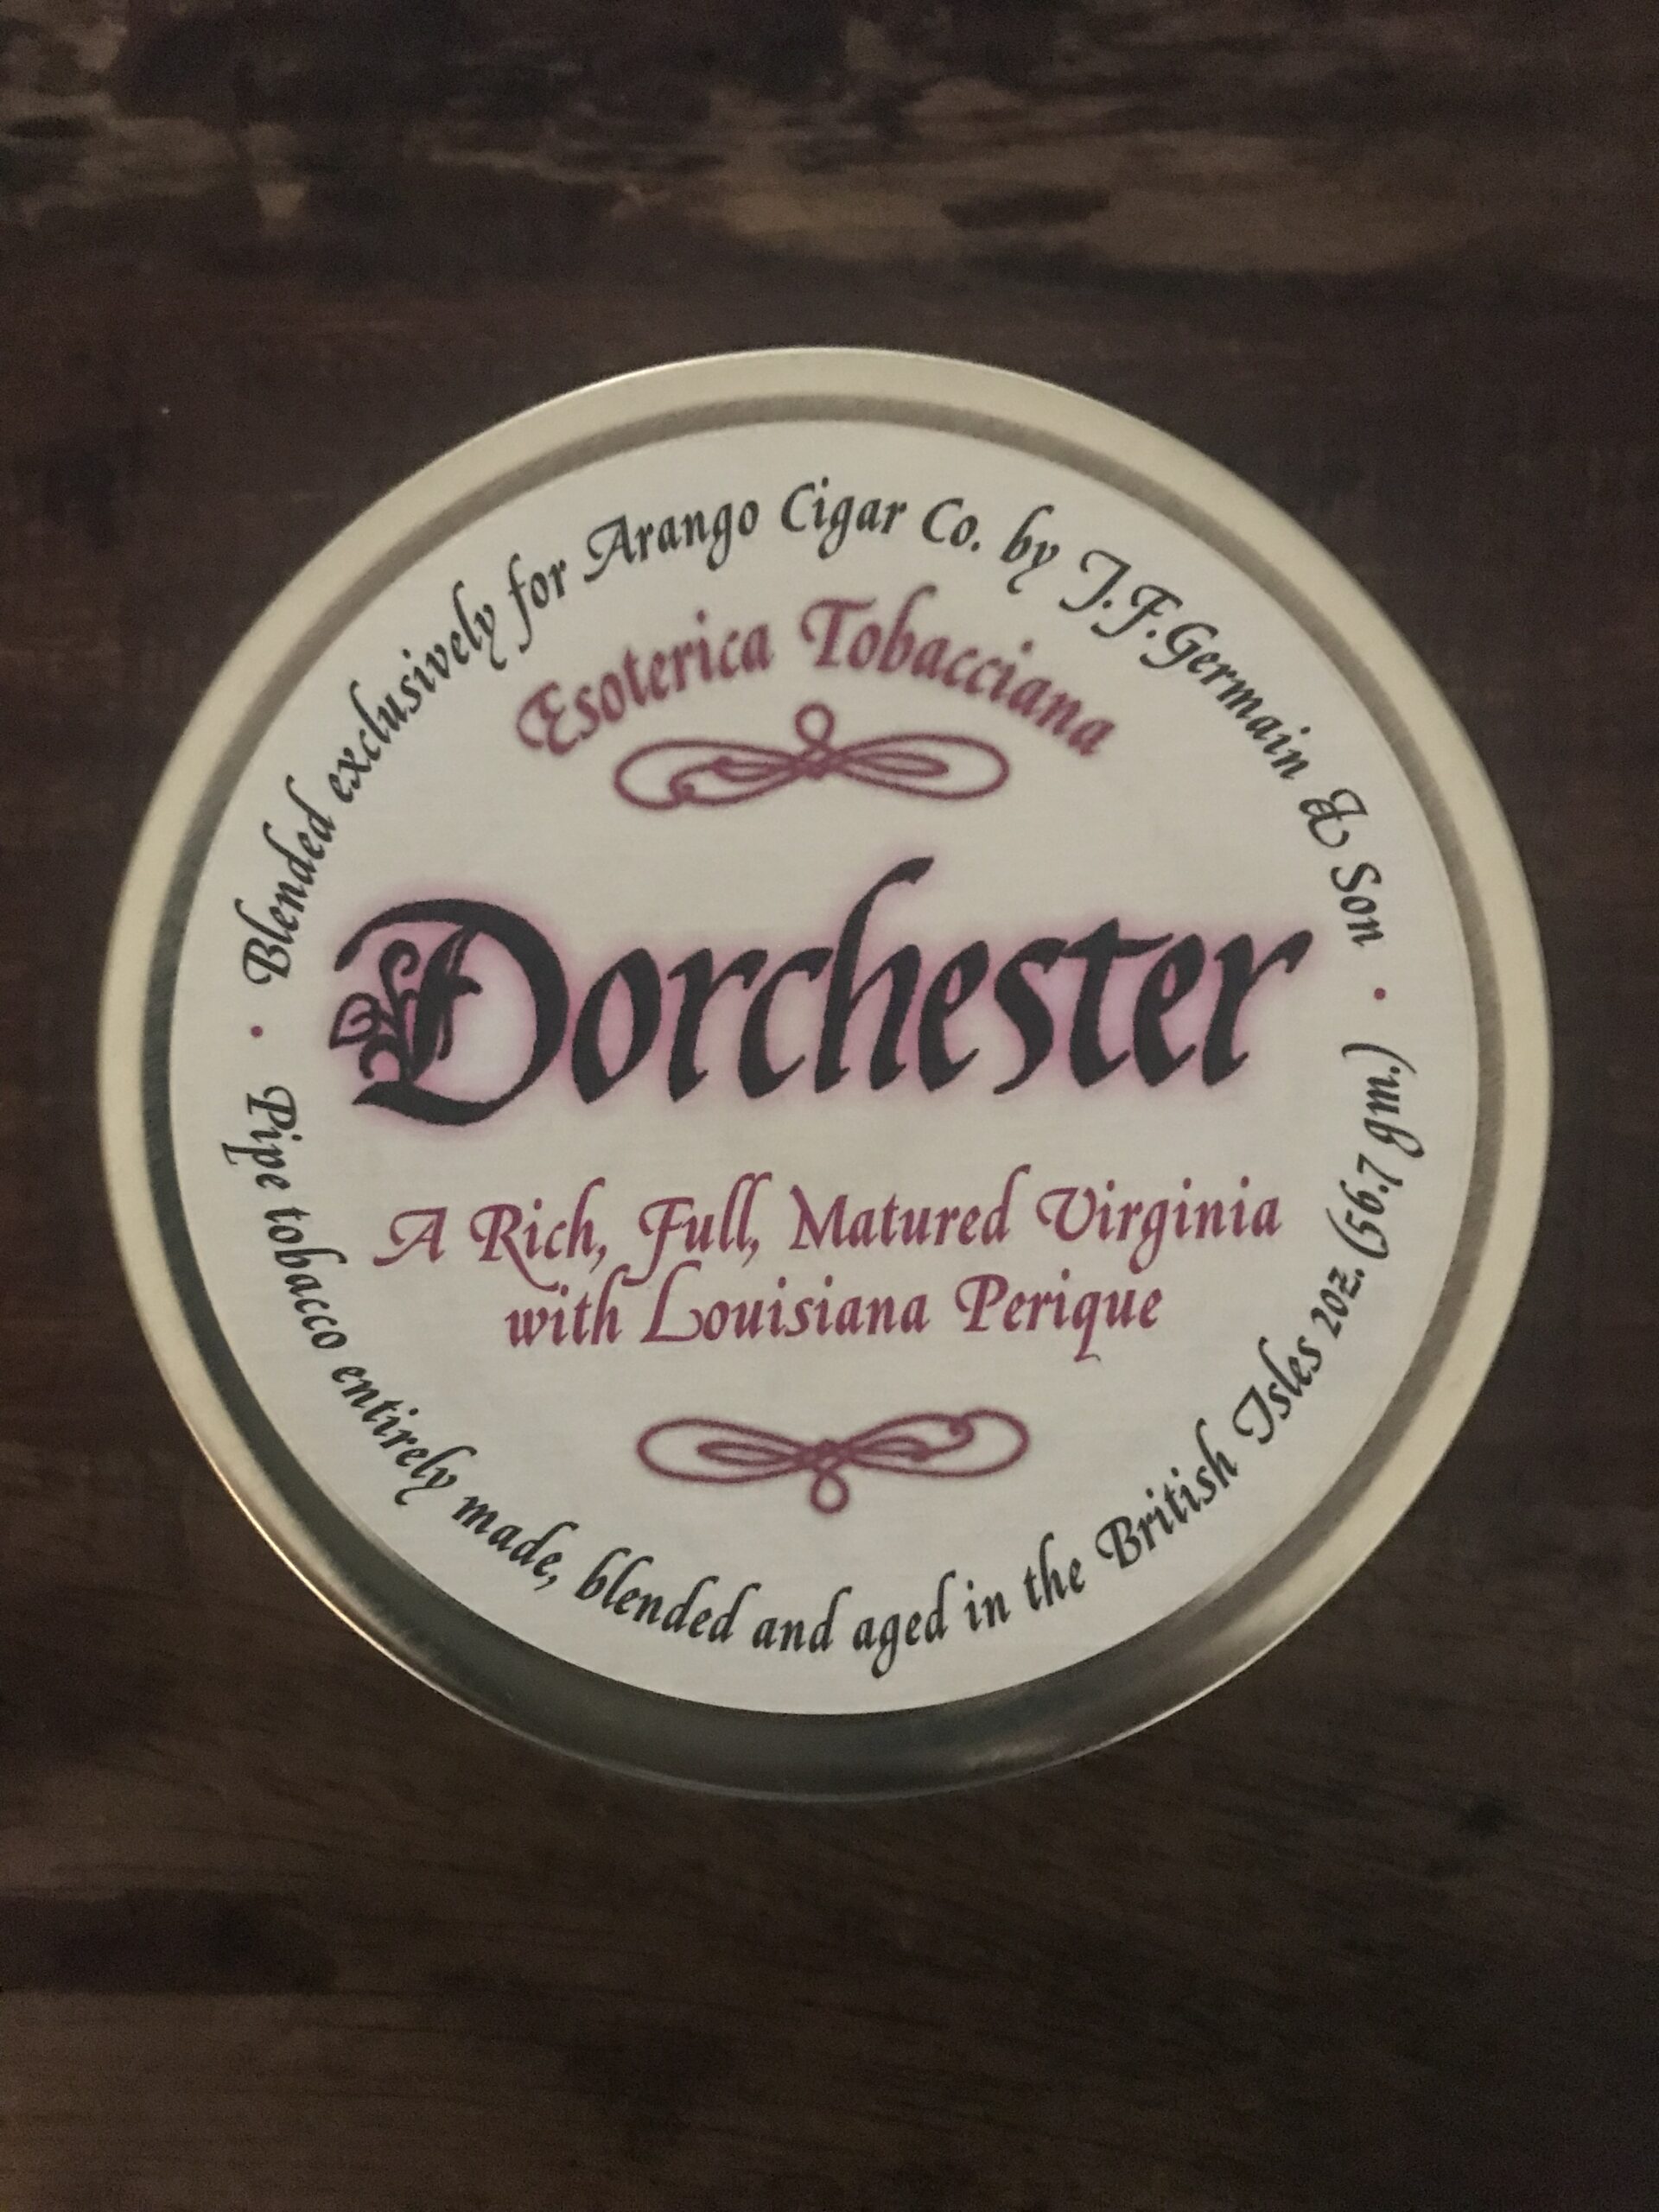 Blended exclusively for Arango Cigar Co. by J.F.Germain & Son
Esoterica Tobacciana
Dorchester
A Rich, Full, Matured Virginia
with Louisiana Perique
Pipe tobacco entirely made, blended and aged in the British Isles 2oz. (56.7 gm.)